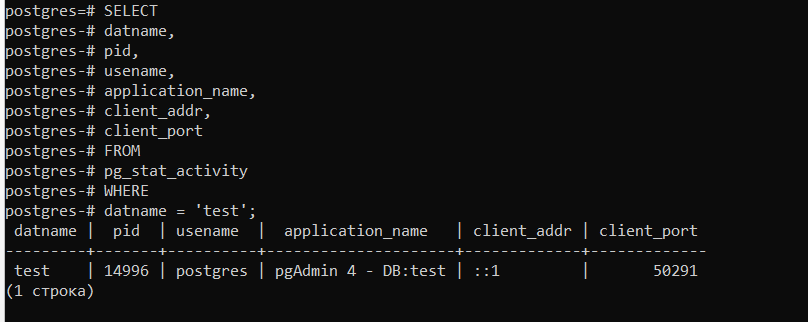 postgres=# SELECT
postgres-# datname,
postgres-# pid,
postgres-# usename,
postgres-# application_name,
postgres-# client_addr,
postgres-# client_port
postgres-# FROM
postgres-# pg_stat_activity
postgres-# WHERE
postgres-# datname = 'test';
 datname |  pid  | usename  |  application_name   | client_addr | client_port
---------+-------+----------+---------------------+-------------+-------------
 test    | 14996 | postgres | pgAdmin 4 - DB:test | ::1         |       50291
(1 строка)